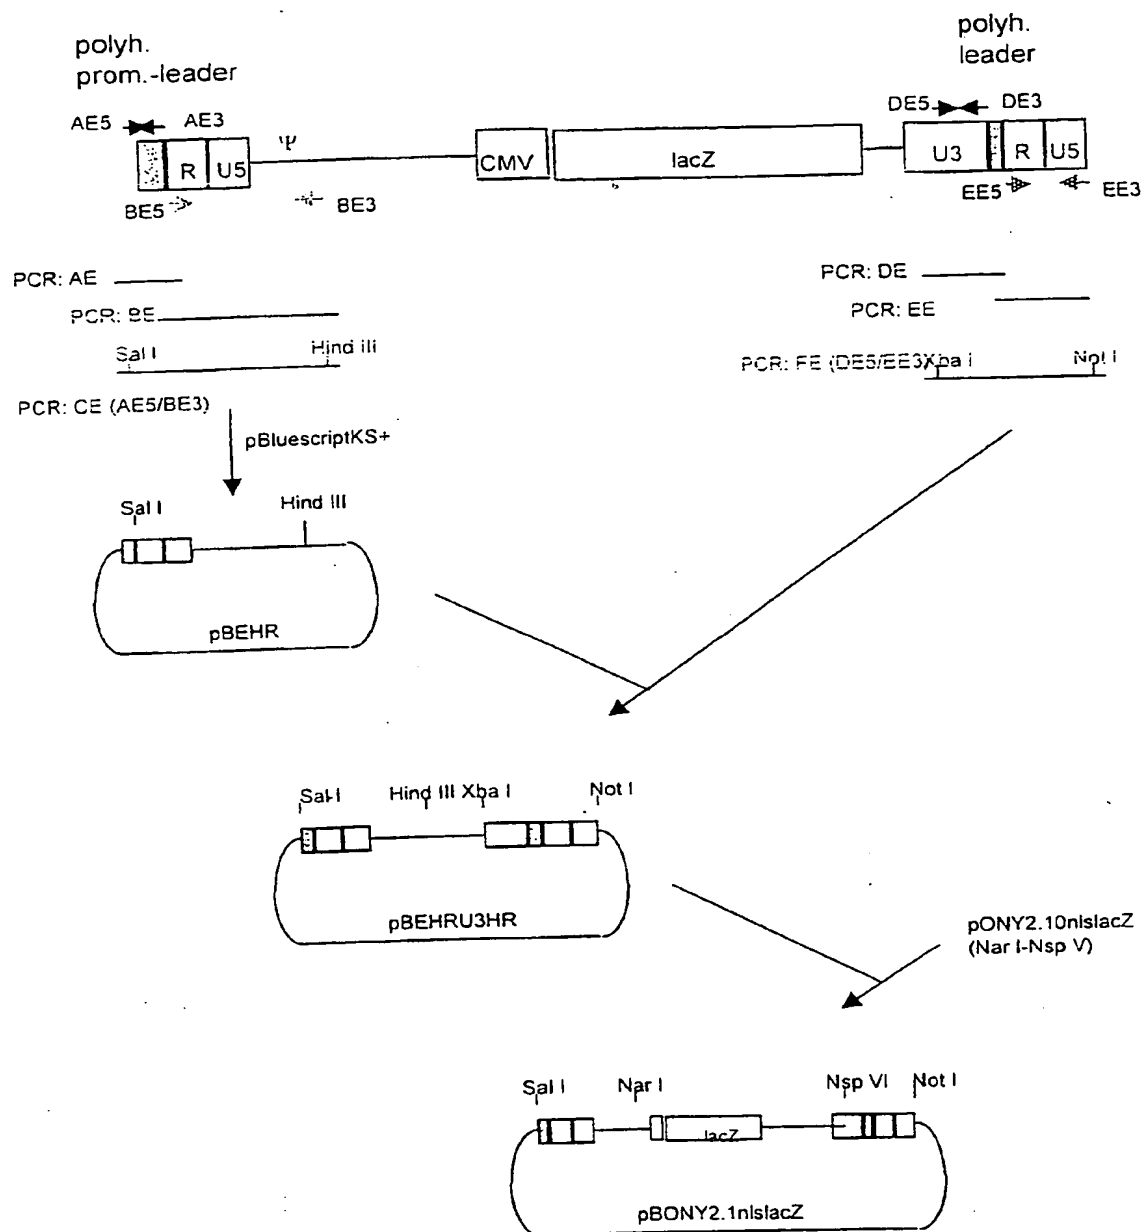 polyh.
prom.-leader
polyh.
leader
AE5
AE3
DE5
DE3
Ψ
R
U5
CMV
lacZ
U3
R
U5
BE5
BE3
EE5
EE3
PCR: AE
PCR: DE
PCR: BE
PCR: EE
Sal I
Hind III
PCR: FE (DE5/EE3
Xba I
Not I
PCR: CE (AE5/BE3)
pBluescriptKS+
Sal I
Hind III
pBEHR
Sal I
Hind III
Xba I
Not I
pBEHRU3HR
pONY2.10nlslacZ
(Nar I-Nsp V)
Sal I
Nar I
Nsp VI
Not I
lacZ
pBONY2.1nlslacZ